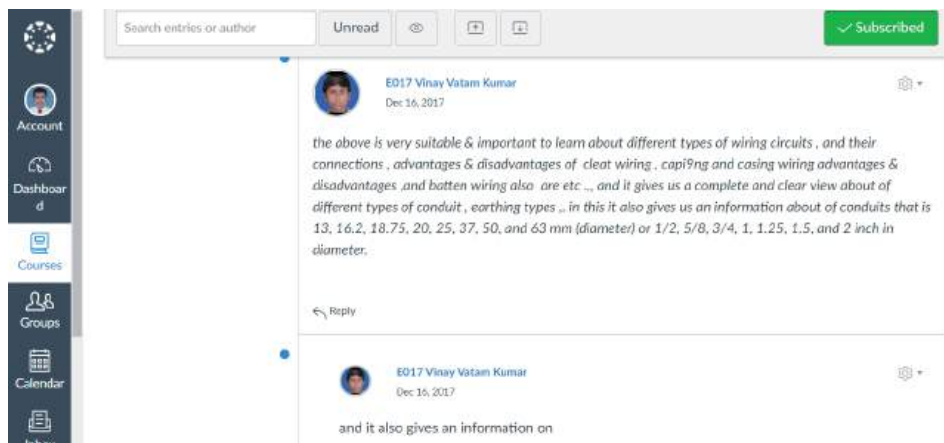 Search entries or author
Unread
Subscribed
Account
Dashboar
d
Courses
Groups
Calendar
E017 Vinay Vatam Kumar
Dec 16, 2017
the above is very suitable & important to learn about different types of wiring circuits , and their
connections , advantages & disadvantages of cleat wiring , capi9ng and casing wiring advantages &
disadvantages ,and batten wiring also are etc .,, and it gives us a complete and clear view about of
different types of conduit , earthing types ,. in this it also gives us an information about of conduits that is
13, 16.2, 18.75, 20, 25, 37, 50, and 63 mm (diameter) or 1/2, 5/8, 3/4, 1, 1.25, 1.5, and 2 inch in
diameter.
Reply
E017 Vinay Vatam Kumar
Dec 16, 2017
and it also gives an information on